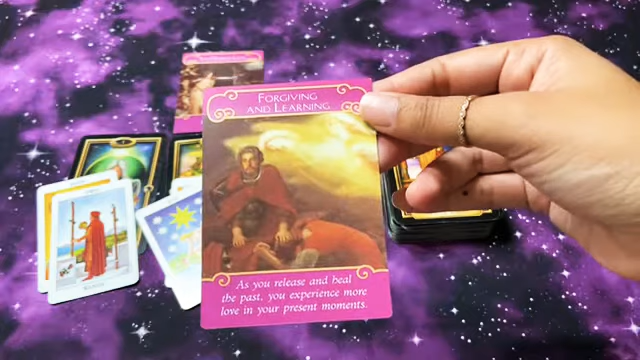 Forgiving
and Learning
As you release and heal
the past, you experience more
love in your present moments.